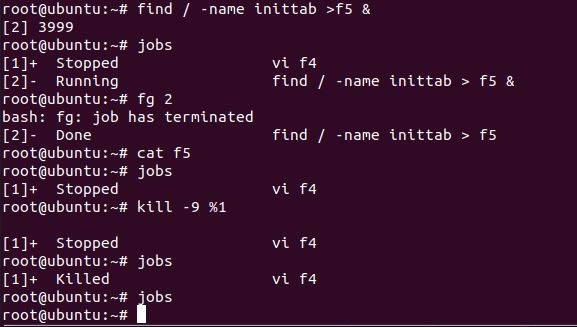 root@ubuntu:~# find / -name inittab >f5 &
[2] 3999
root@ubuntu:~# jobs
[1]+  Stopped                 vi f4
[2]-  Running                 find / -name inittab > f5 &
root@ubuntu:~# fg 2
bash: fg: job has terminated
[2]-  Done                    find / -name inittab > f5
root@ubuntu:~# cat f5
root@ubuntu:~# jobs
[1]+  Stopped                 vi f4
root@ubuntu:~# kill -9 %1

[1]+  Stopped                 vi f4
root@ubuntu:~# jobs
[1]+  Killed                  vi f4
root@ubuntu:~# jobs
root@ubuntu:~#